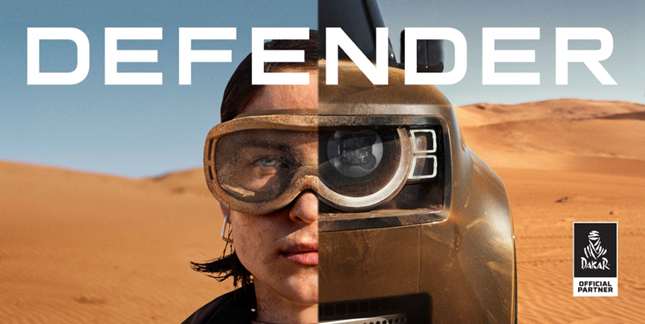 DEFENDER
DAKAR
OFFICIAL
PARTNER